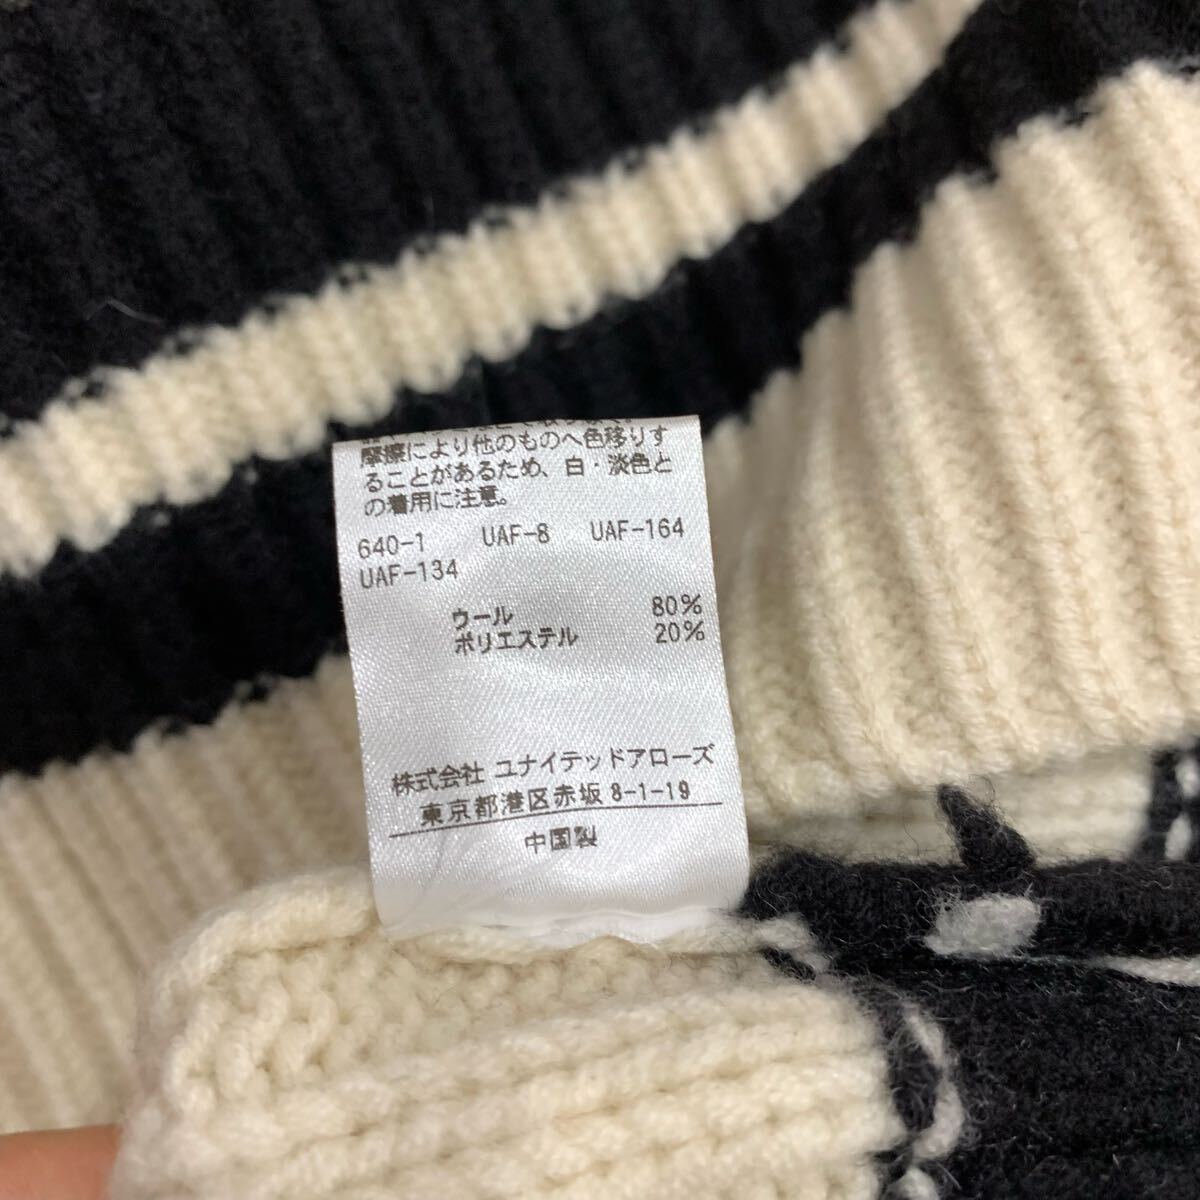 摩擦により他のものへ色移りす
ることがあるため、白・淡色と
の着用に注意。
640-1 UAF-8 UAF-164
UAF-134
ウール 80%
ポリエステル 20%
株式会社 ユナイテッドアローズ
東京都港区赤坂8-1-19
中国製